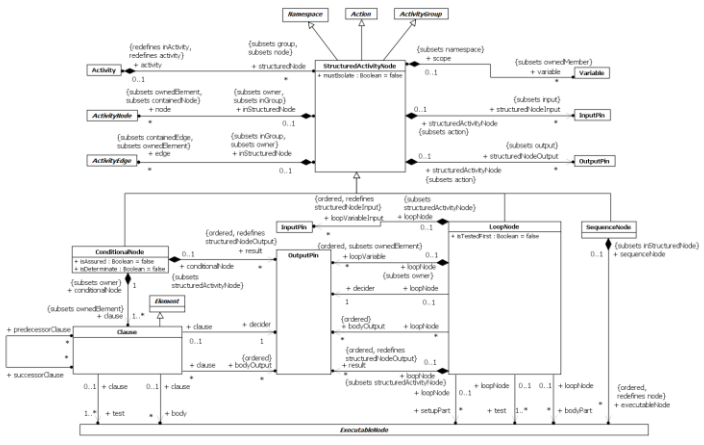 Namespace
Action
ActivityGroup
StructuredActivityNode
+ mustIsolate : Boolean = false
{redefines inActivity,
redefines activity}
+ activity
0..1
{subsets group,
subsets node}
+ structuredNode
*
Activity
{subsets namespace}
+ scope
0..1
{subsets ownedMember}
+ variable
*
Variable
{subsets ownedElement,
subsets containedNode}
+ node
*
{subsets owner,
subsets inGroup}
+ inStructuredNode
0..1
ActivityNode
{subsets input}
+ structuredNodeInput
0..1
*
+ structuredActivityNode
{subsets action}
InputPin
{subsets containedEdge,
subsets ownedElement}
+ edge
*
{subsets inGroup,
subsets owner}
+ inStructuredNode
0..1
ActivityEdge
{subsets output}
+ structuredNodeOutput
0..1
*
+ structuredActivityNode
{subsets action}
OutputPin
{ordered, redefines
structuredNodeInput}
+ loopVariableInput
*
{subsets
structuredActivityNode}
+ loopNode
0..1
InputPin
LoopNode
+ isTestedFirst : Boolean = false
SequenceNode
{subsets inStructuredNode}
0..1
+ sequenceNode
ConditionalNode
+ isAssured : Boolean = false
+ isDeterminate : Boolean = false
{ordered, redefines
structuredNodeOutput}
0..1
+ result
*
+ conditionalNode
{subsets
structuredActivityNode}
OutputPin
{ordered, subsets ownedElement}
+ loopVariable
0..1
*
+ loopNode
{subsets owner}
+ decider
+ loopNode
1
0..1
{ordered}
+ bodyOutput
+ loopNode
*
*
{ordered, redefines
structuredNodeOutput}
+ result
0..1
*
+ loopNode
{subsets structuredActivityNode}
{subsets owner}
+ conditionalNode
1
{subsets ownedElement}
+ clause
1..*
Element
Clause
+ predecessorClause
*
*
+ successorClause
+ clause
+ decider
0..1
1
+ clause
{ordered}
+ bodyOutput
0..1
*
0..1
+ clause
0..1
+ clause
1..*
+ test
*
+ body
+ loopNode
0..1
+ loopNode
0..1
0..1
+ loopNode
+ setupPart
*
+ test
1..*
*
+ bodyPart
{ordered,
redefines node}
*
+ executableNode
ExecutableNode